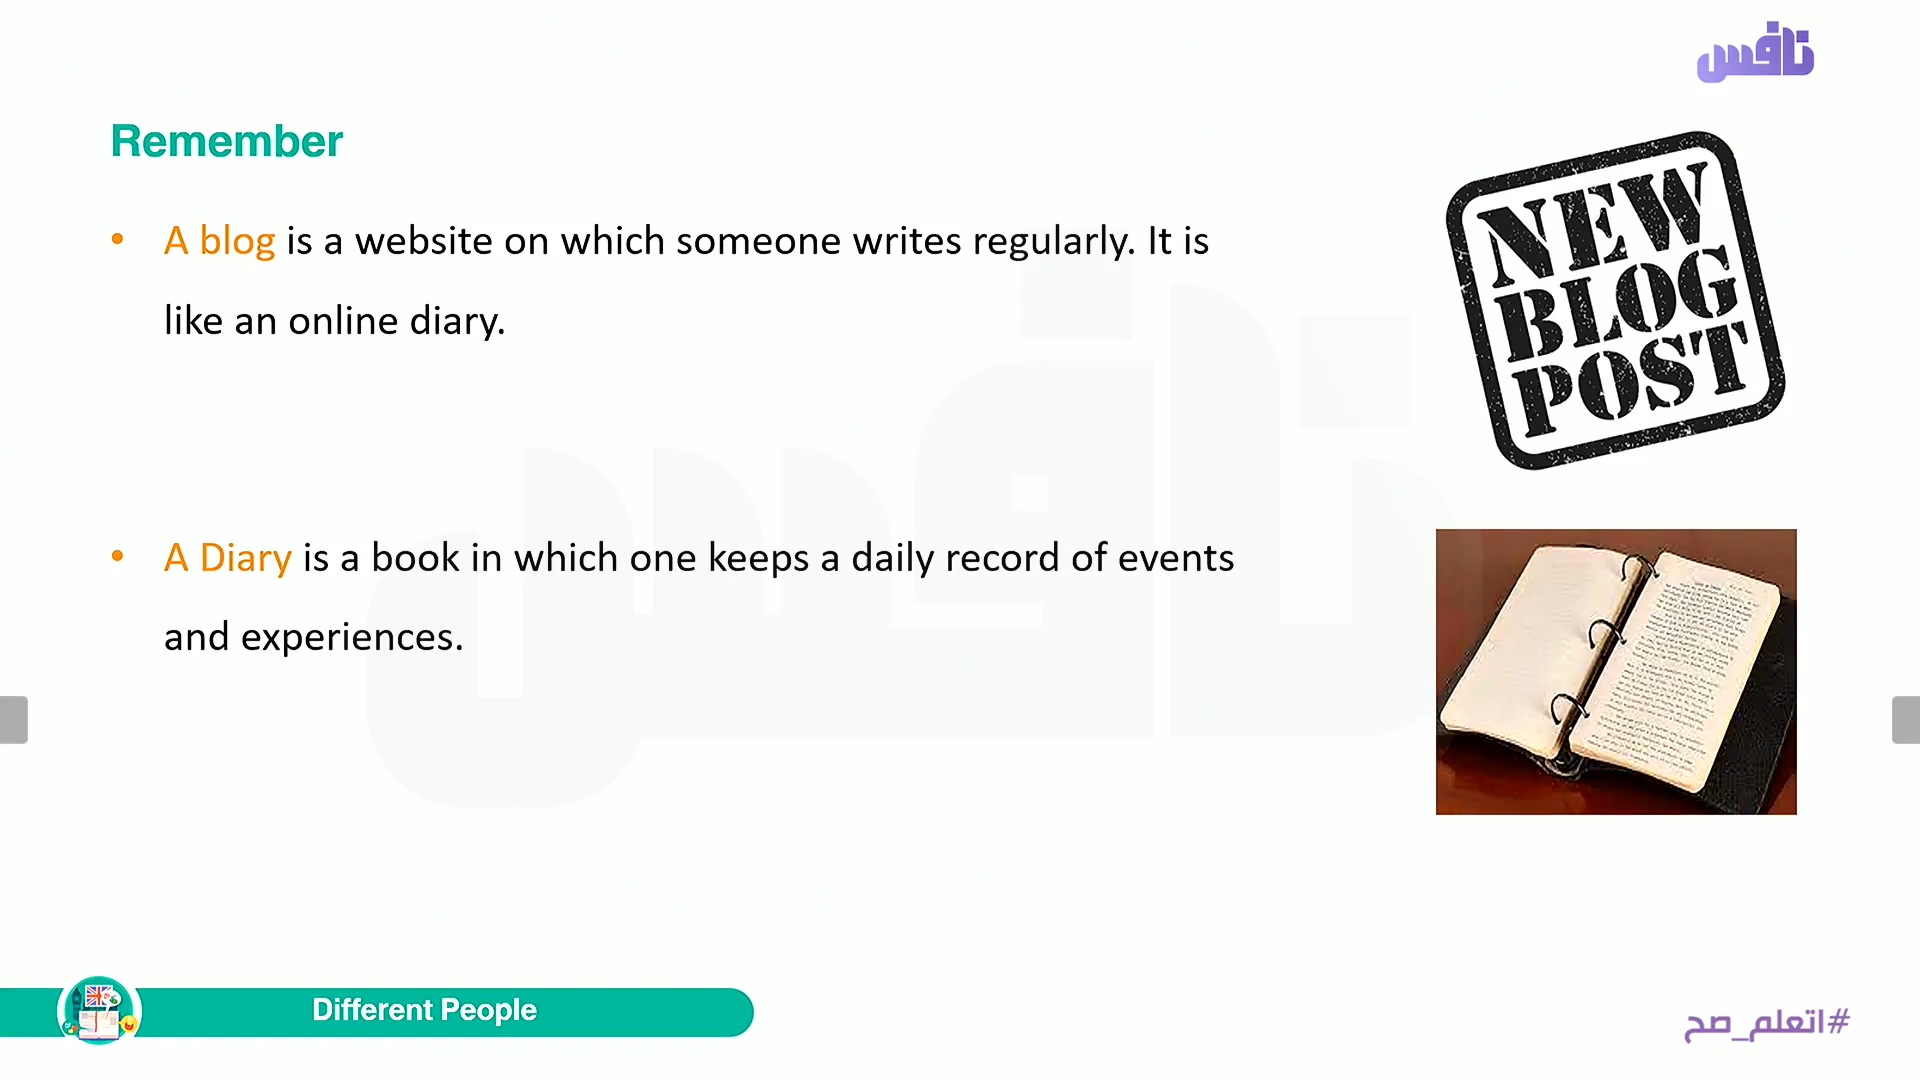 نافس
Remember
• A blog is a website on which someone writes regularly. It is
like an online diary.
NEW
BLOG
POST
• A Diary is a book in which one keeps a daily record of events
and experiences.
Different People
#اتعلم_صح